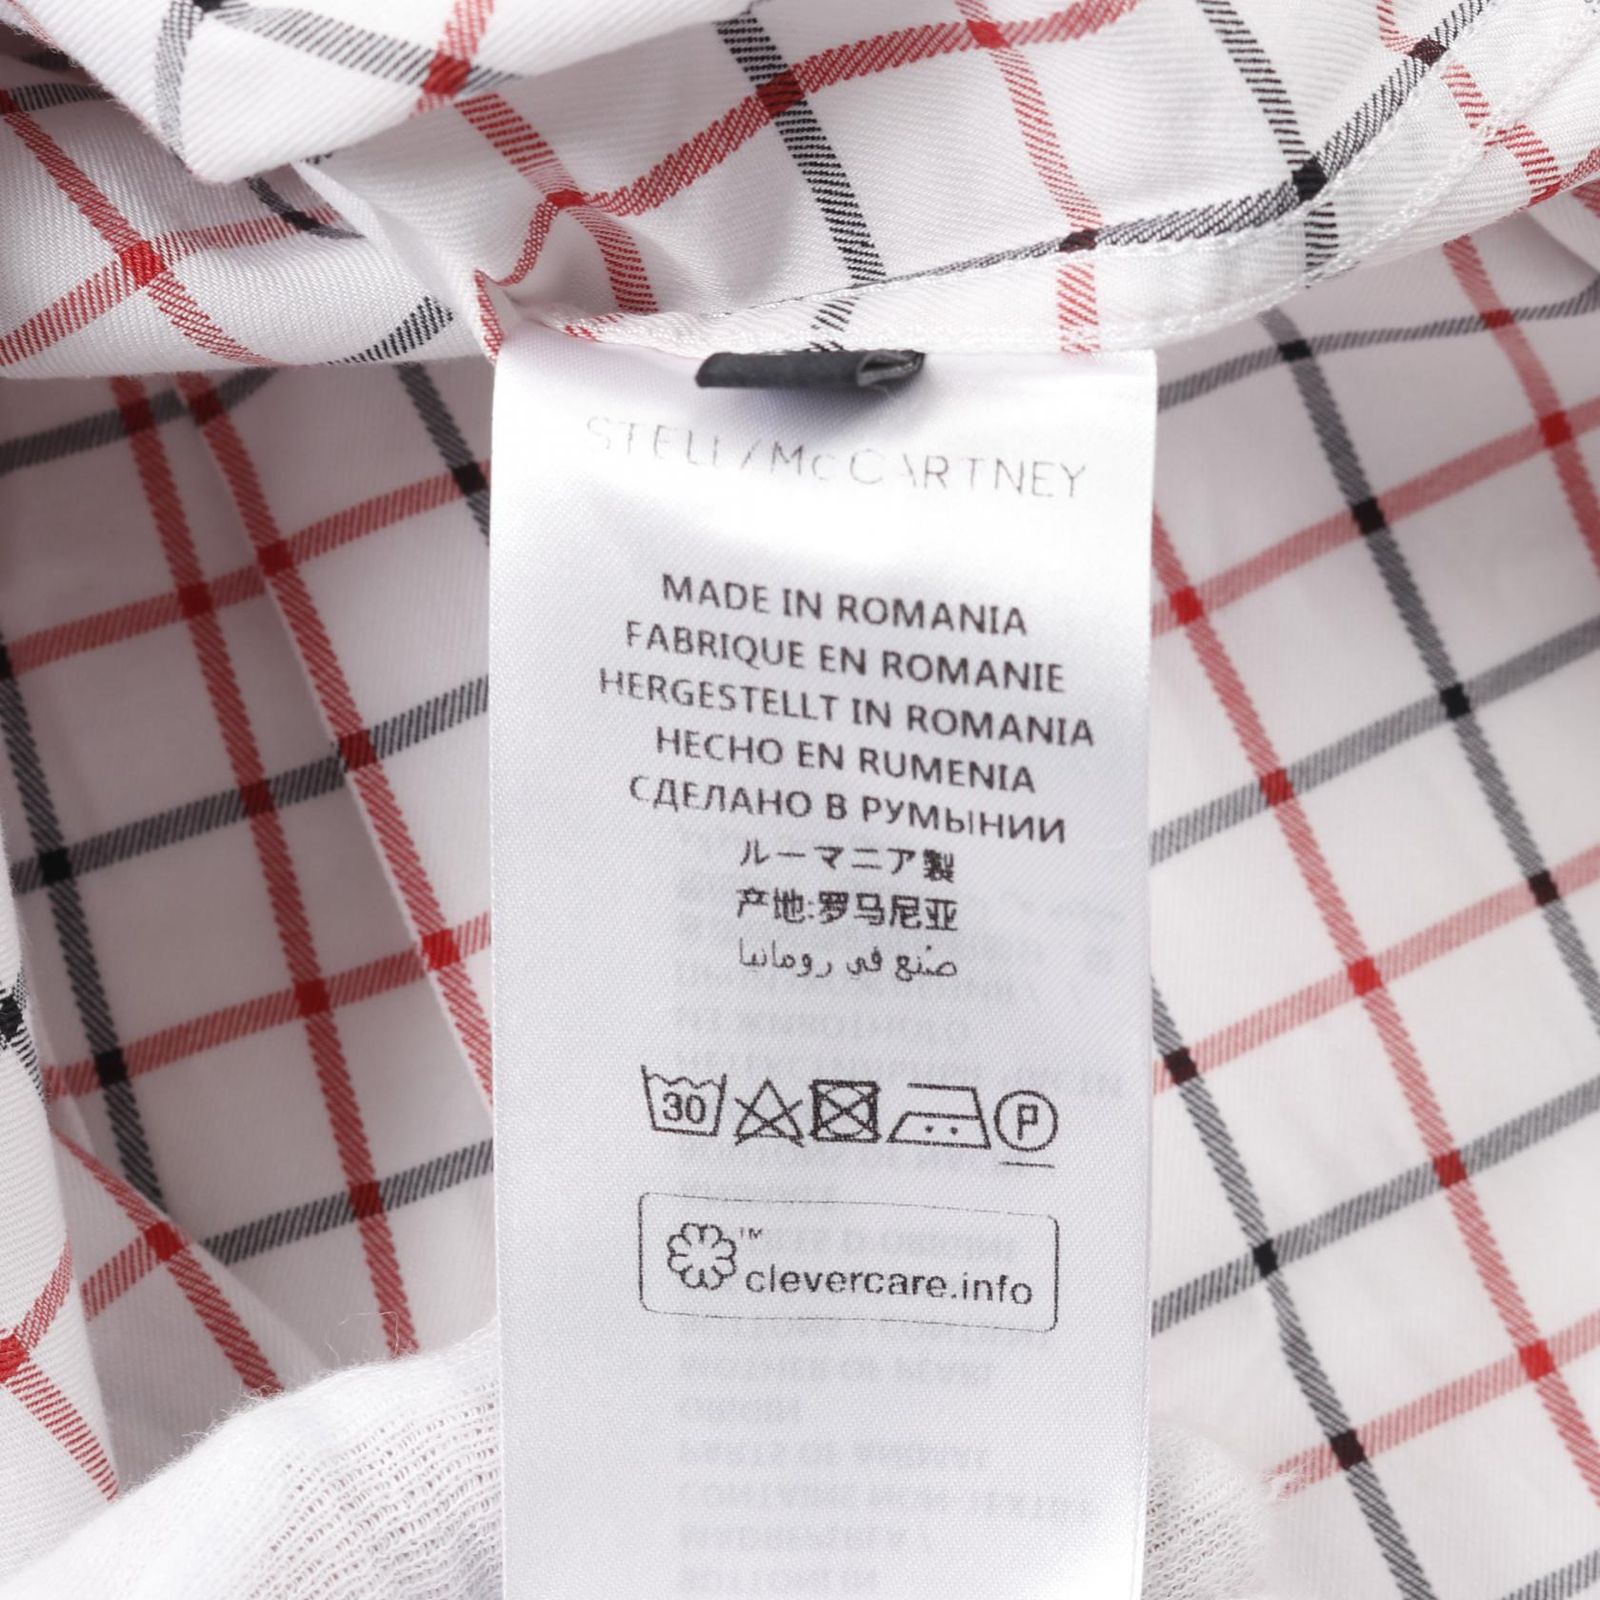 STELLA McCARTNEY
MADE IN ROMANIA
FABRIQUE EN ROMANIE
HERGESTELLT IN ROMANIA
HECHO EN RUMENIA
СДЕЛАНО В РУМЫНИИ
ルーマニア製
产地:罗马尼亚
صُنع في رومانيا
30
P
™
clevercare.info